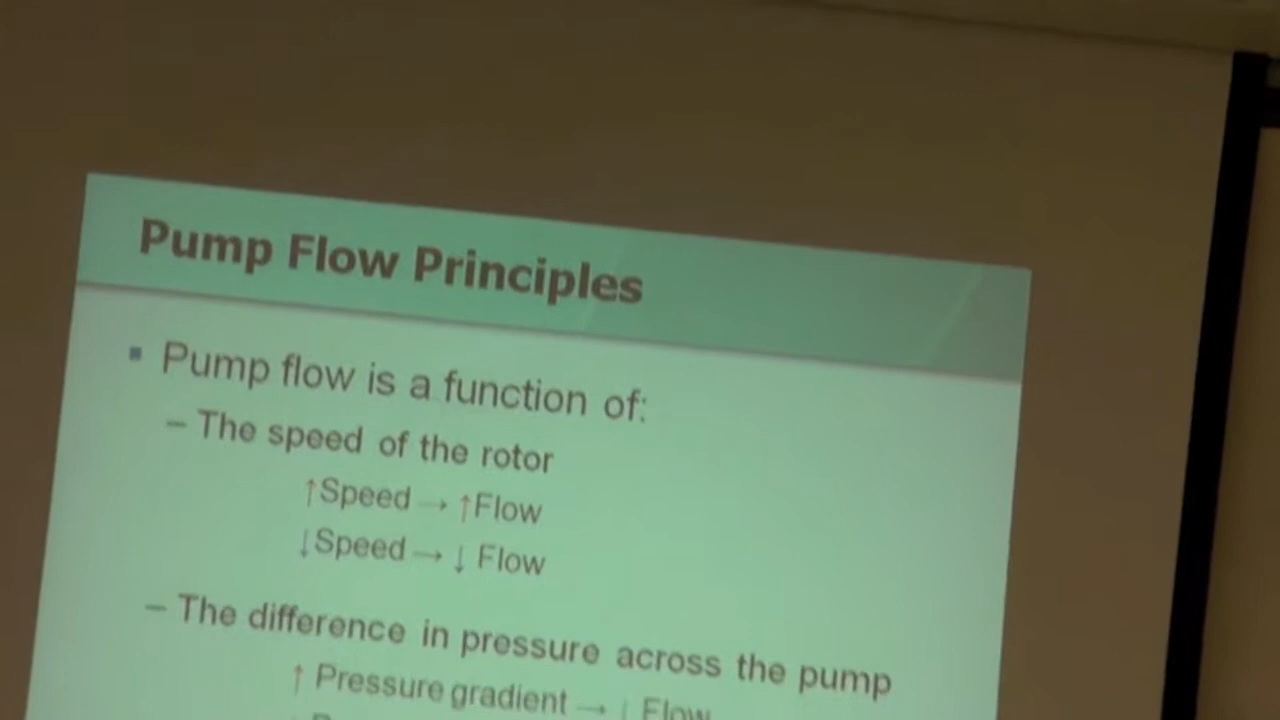 Pump Flow Principles
▪ Pump flow is a function of:
– The speed of the rotor
↑Speed → ↑Flow
↓Speed → ↓ Flow
– The difference in pressure across the pump
↑ Pressure gradient → ↓ Flow